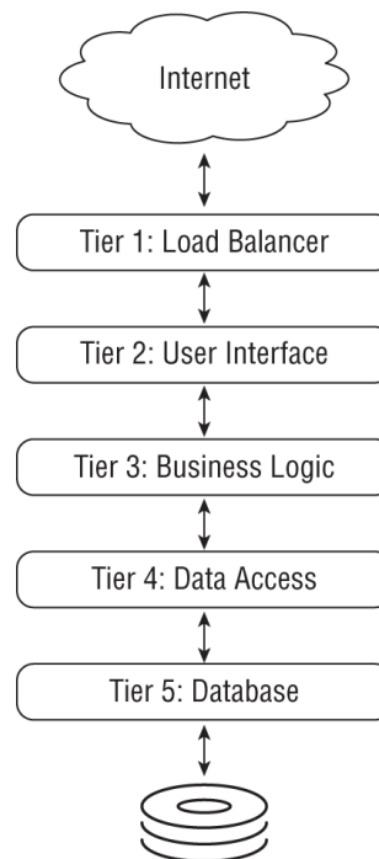 Internet
Tier 1: Load Balancer
Tier 2: User Interface
Tier 3: Business Logic
Tier 4: Data Access
Tier 5: Database